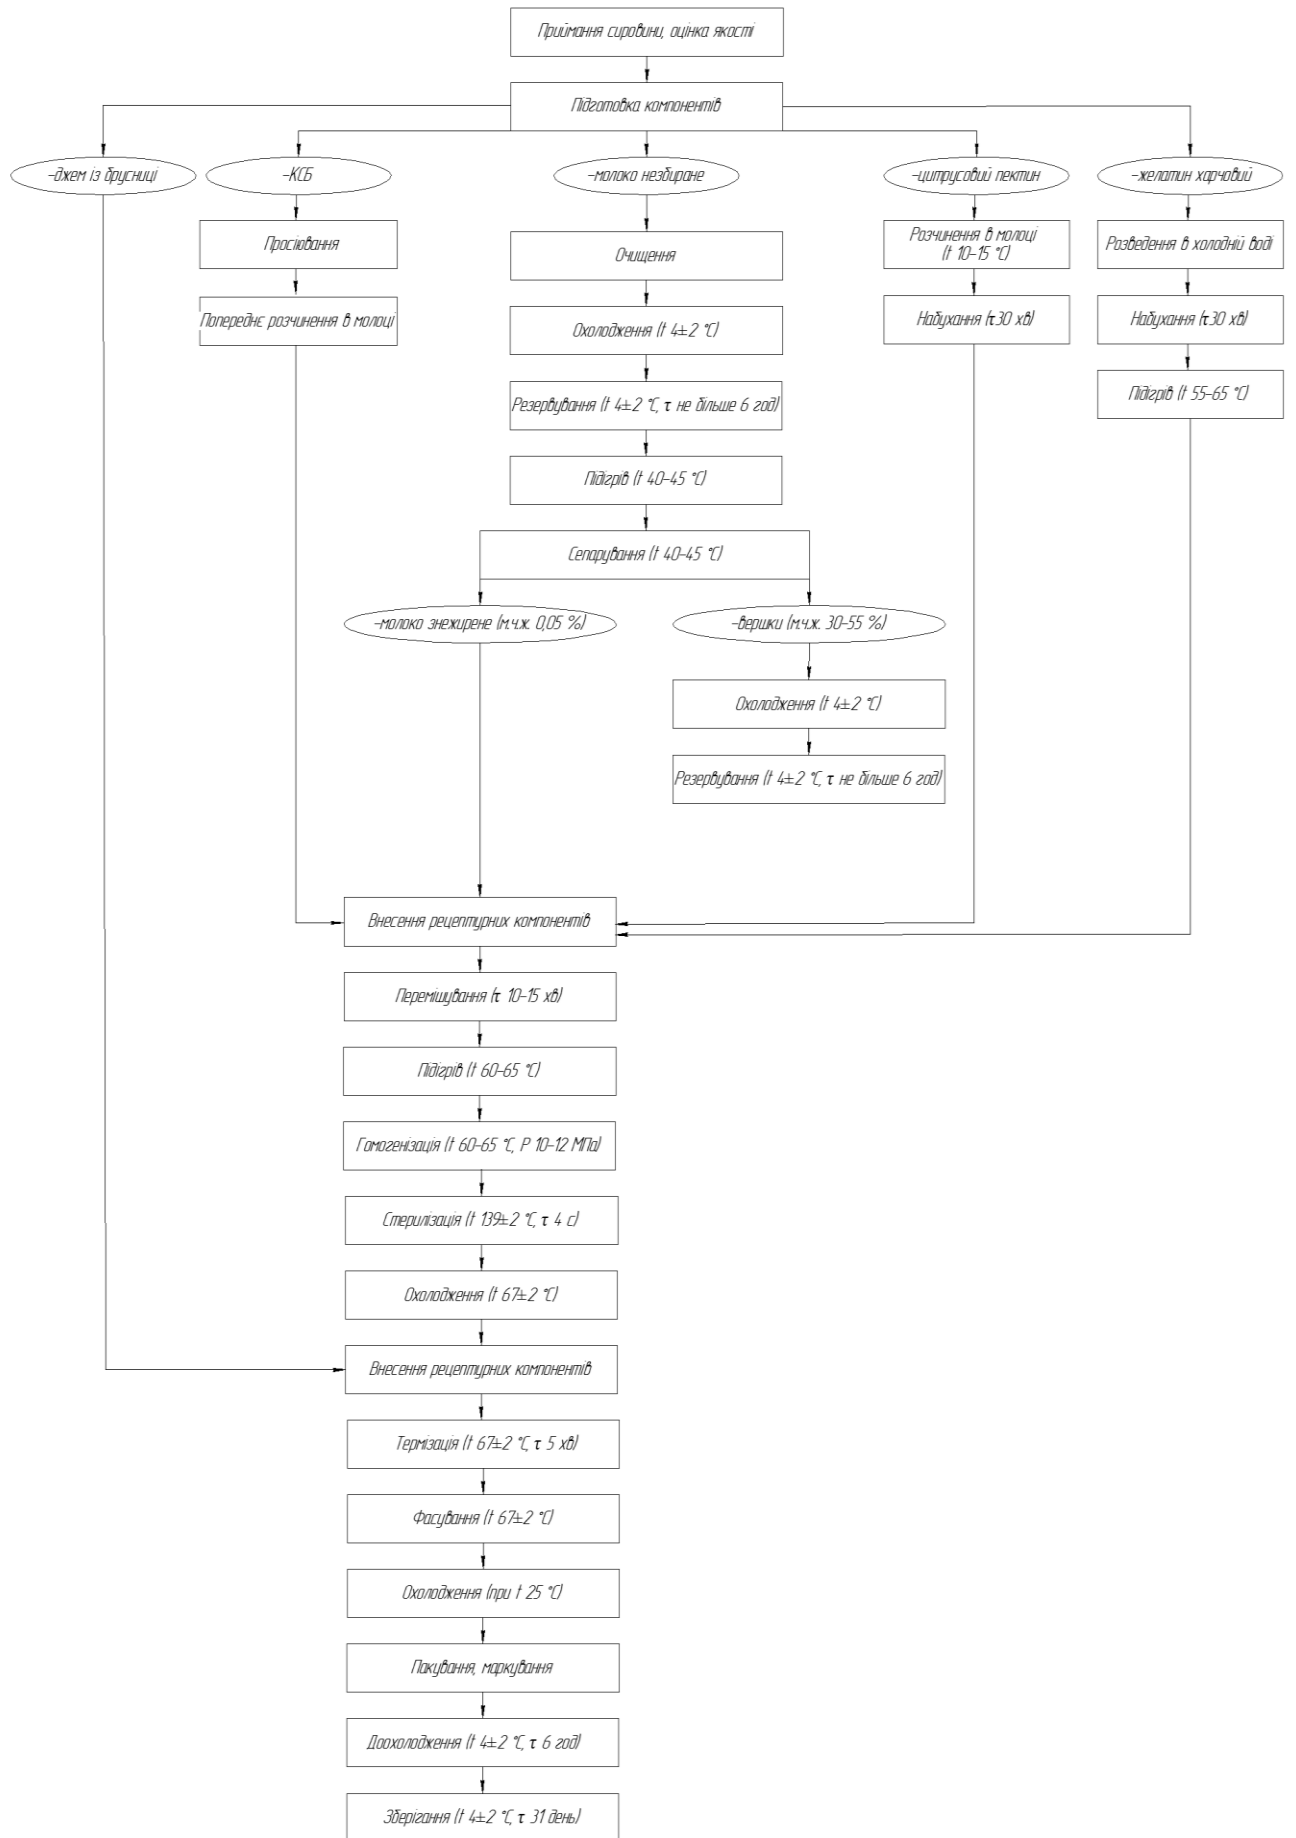 Приймання сировини, оцінка якості
Підготовка компонентів
-джем із брусниці
-КСБ
-молоко незбиране
-цитрусовий пектин
-желатин харчовий
Просіювання
Попереднє розчинення в молоці
Очищення
Охолодження (t 4±2 °С)
Резервування (t 4±2 °С, τ не більше 6 год)
Підігрів (t 40-45 °С)
Сепарування (t 40-45 °С)
Розчинення в молоці
(t 10-15 °С)
Набухання (τ 30 хв)
Розведення в холодній воді
Набухання (τ 30 хв)
Підігрів (t 55-65 °С)
-молоко знежирене (м.ч.ж. 0,05 %)
-вершки (м.ч.ж. 30-55 %)
Охолодження (t 4±2 °С)
Резервування (t 4±2 °С, τ не більше 6 год)
Внесення рецептурних компонентів
Перемішування (τ 10-15 хв)
Підігрів (t 60-65 °С)
Гомогенізація (t 60-65 °С, Р 10-12 МПа)
Стерилізація (t 139±2 °С, τ 4 с)
Охолодження (t 67±2 °С)
Внесення рецептурних компонентів
Термізація (t 67±2 °С, τ 5 хв)
Фасування (t 67±2 °С)
Охолодження (при t 25 °С)
Пакування, маркування
Доохолодження (t 4±2 °С, τ 6 год)
Зберігання (t 4±2 °С, τ 31 день)